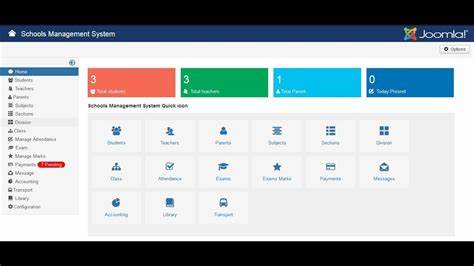 Schools Management System
Joomla!
Options
Home
Students
Teachers
Parents
Subjects
Sections
Division
Class
Manage Attendance
Exam
Manage Marks
Payments 7 Pending
Message
Accounting
Transport
Library
Configuration
3
Total students
3
Total teachers
1
Total Parent
0
Today Present
Schools Management System Quick Icon
Students Teachers Parents Subjects Sections Division
Class Attendance Exams Exams Marks Payments Messages
Accounting Library Transport